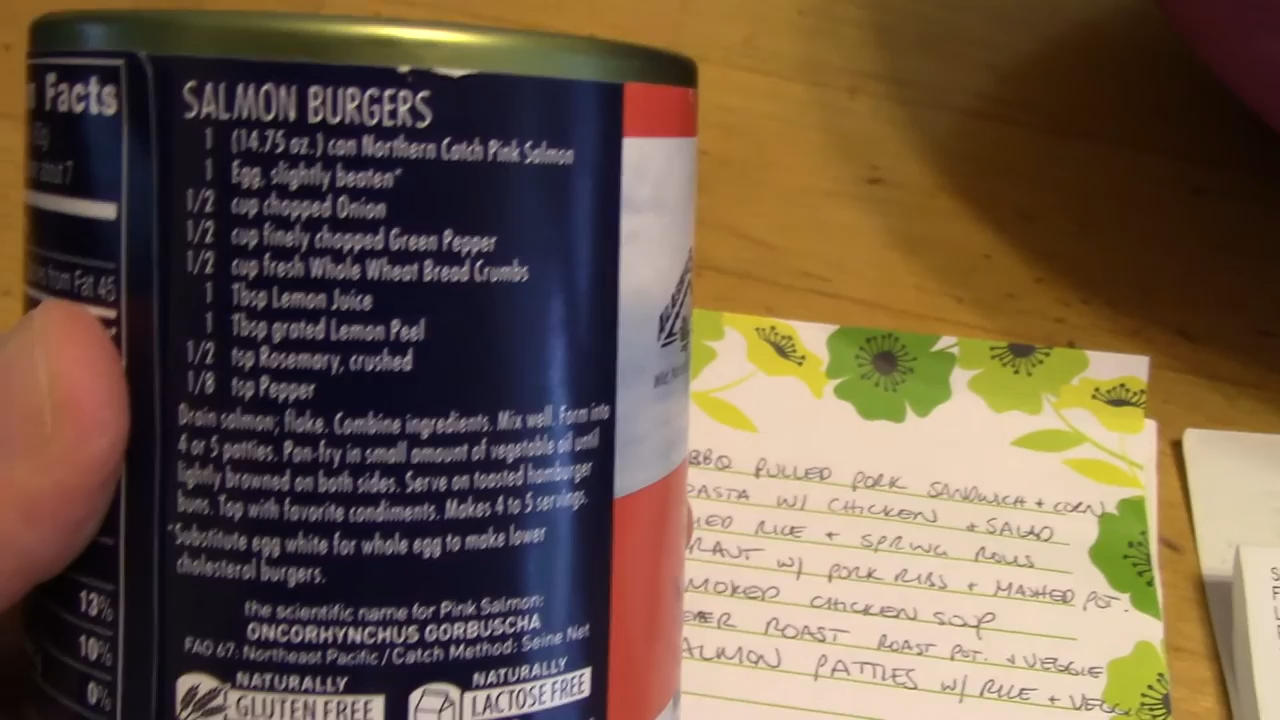 Facts
from Fat 45
13%
10%
0%
SALMON BURGERS
1 (14.75 oz.) can Northern Catch Pink Salmon
1 Egg, slightly beaten*
1/2 cup chopped Onion
1/2 cup finely chopped Green Pepper
1/2 cup fresh Whole Wheat Bread Crumbs
1 Tbsp Lemon Juice
1 Tbsp grated Lemon Peel
1/2 tsp Rosemary, crushed
1/8 tsp Pepper
Drain salmon; flake. Combine ingredients. Mix well. Form into
4 or 5 patties. Pan-fry in small amount of vegetable oil until
lightly browned on both sides. Serve on toasted hamburger
buns. Top with favorite condiments. Makes 4 to 5 servings.
*Substitute egg white for whole egg to make lower
cholesterol burgers.
the scientific name for Pink Salmon:
ONCORHYNCHUS GORBUSCHA
FAO 67: Northeast Pacific / Catch Method: Seine Net
NATURALLY
GLUTEN FREE
NATURALLY
LACTOSE FREE
BBQ PULLED PORK SANDWICH + CORN
PASTA W/ CHICKEN + SALAD
RICE + SPRING ROLLS
W/ PORK RIBS + MASHED POT.
CHICKEN SOUP
ROAST ROAST POT. + VEGGIE
PATTIES W/ RICE +